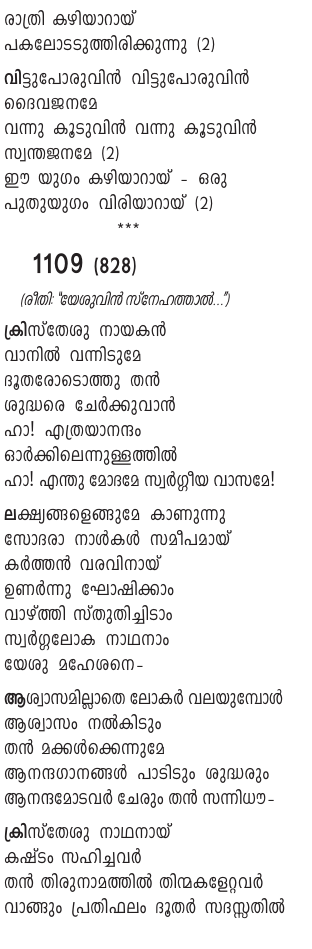 രാത്രി കഴിയാറായ്
പകലോടടുത്തിരിക്കുന്നു (2)
വിട്ടുപോരുവിൻ വിട്ടുപോരുവിൻ
ദൈവജനമേ
വന്നു കൂടുവിൻ വന്നു കൂടുവിൻ
സ്വന്തജനമേ (2)
ഈ യുഗം കഴിയാറായ് - ഒരു
പുതുയുഗം വിരിയാറായ് (2)
***
1109 (828)
(രീതി: "യേശുവിൻ സ്നേഹത്താൽ...")
ക്രിസ്തേശു നായകൻ
വാനിൽ വന്നിടുമേ
ദൂതരോടൊത്തു തൻ
ശുദ്ധരെ ചേർക്കുവാൻ
ഹാ! എത്രയാനന്ദം
ഓർക്കിലെന്നുള്ളത്തിൽ
ഹാ! എന്തു മോദമേ സ്വർഗ്ഗീയ വാസമേ!
ലക്ഷ്യങ്ങളെങ്ങുമേ കാണുന്നു
സോദരാ നാൾകൾ സമീപമായ്
കർത്തൻ വരവിനായ്
ഉണർന്നു ഘോഷിക്കാം
വാഴ്ത്തി സ്തുതിച്ചിടാം
സ്വർഗ്ഗലോക നാഥനാം
യേശു മഹേശനെ-
ആശ്വാസമില്ലാതെ ലോകർ വലയുമ്പോൾ
ആശ്വാസം നൽകിടും
തൻ മക്കൾക്കെന്നുമേ
ആനന്ദഗാനങ്ങൾ പാടിടും ശുദ്ധരും
ആനന്ദമോടവർ ചേരും തൻ സന്നിധൗ-
ക്രിസ്തേശു നാഥനായ്
കഷ്ടം സഹിച്ചവർ
തൻ തിരുനാമത്തിൽ തിന്മകളേറ്റവർ
വാങ്ങും പ്രതിഫലം ദൂതർ സദസ്സതിൽ